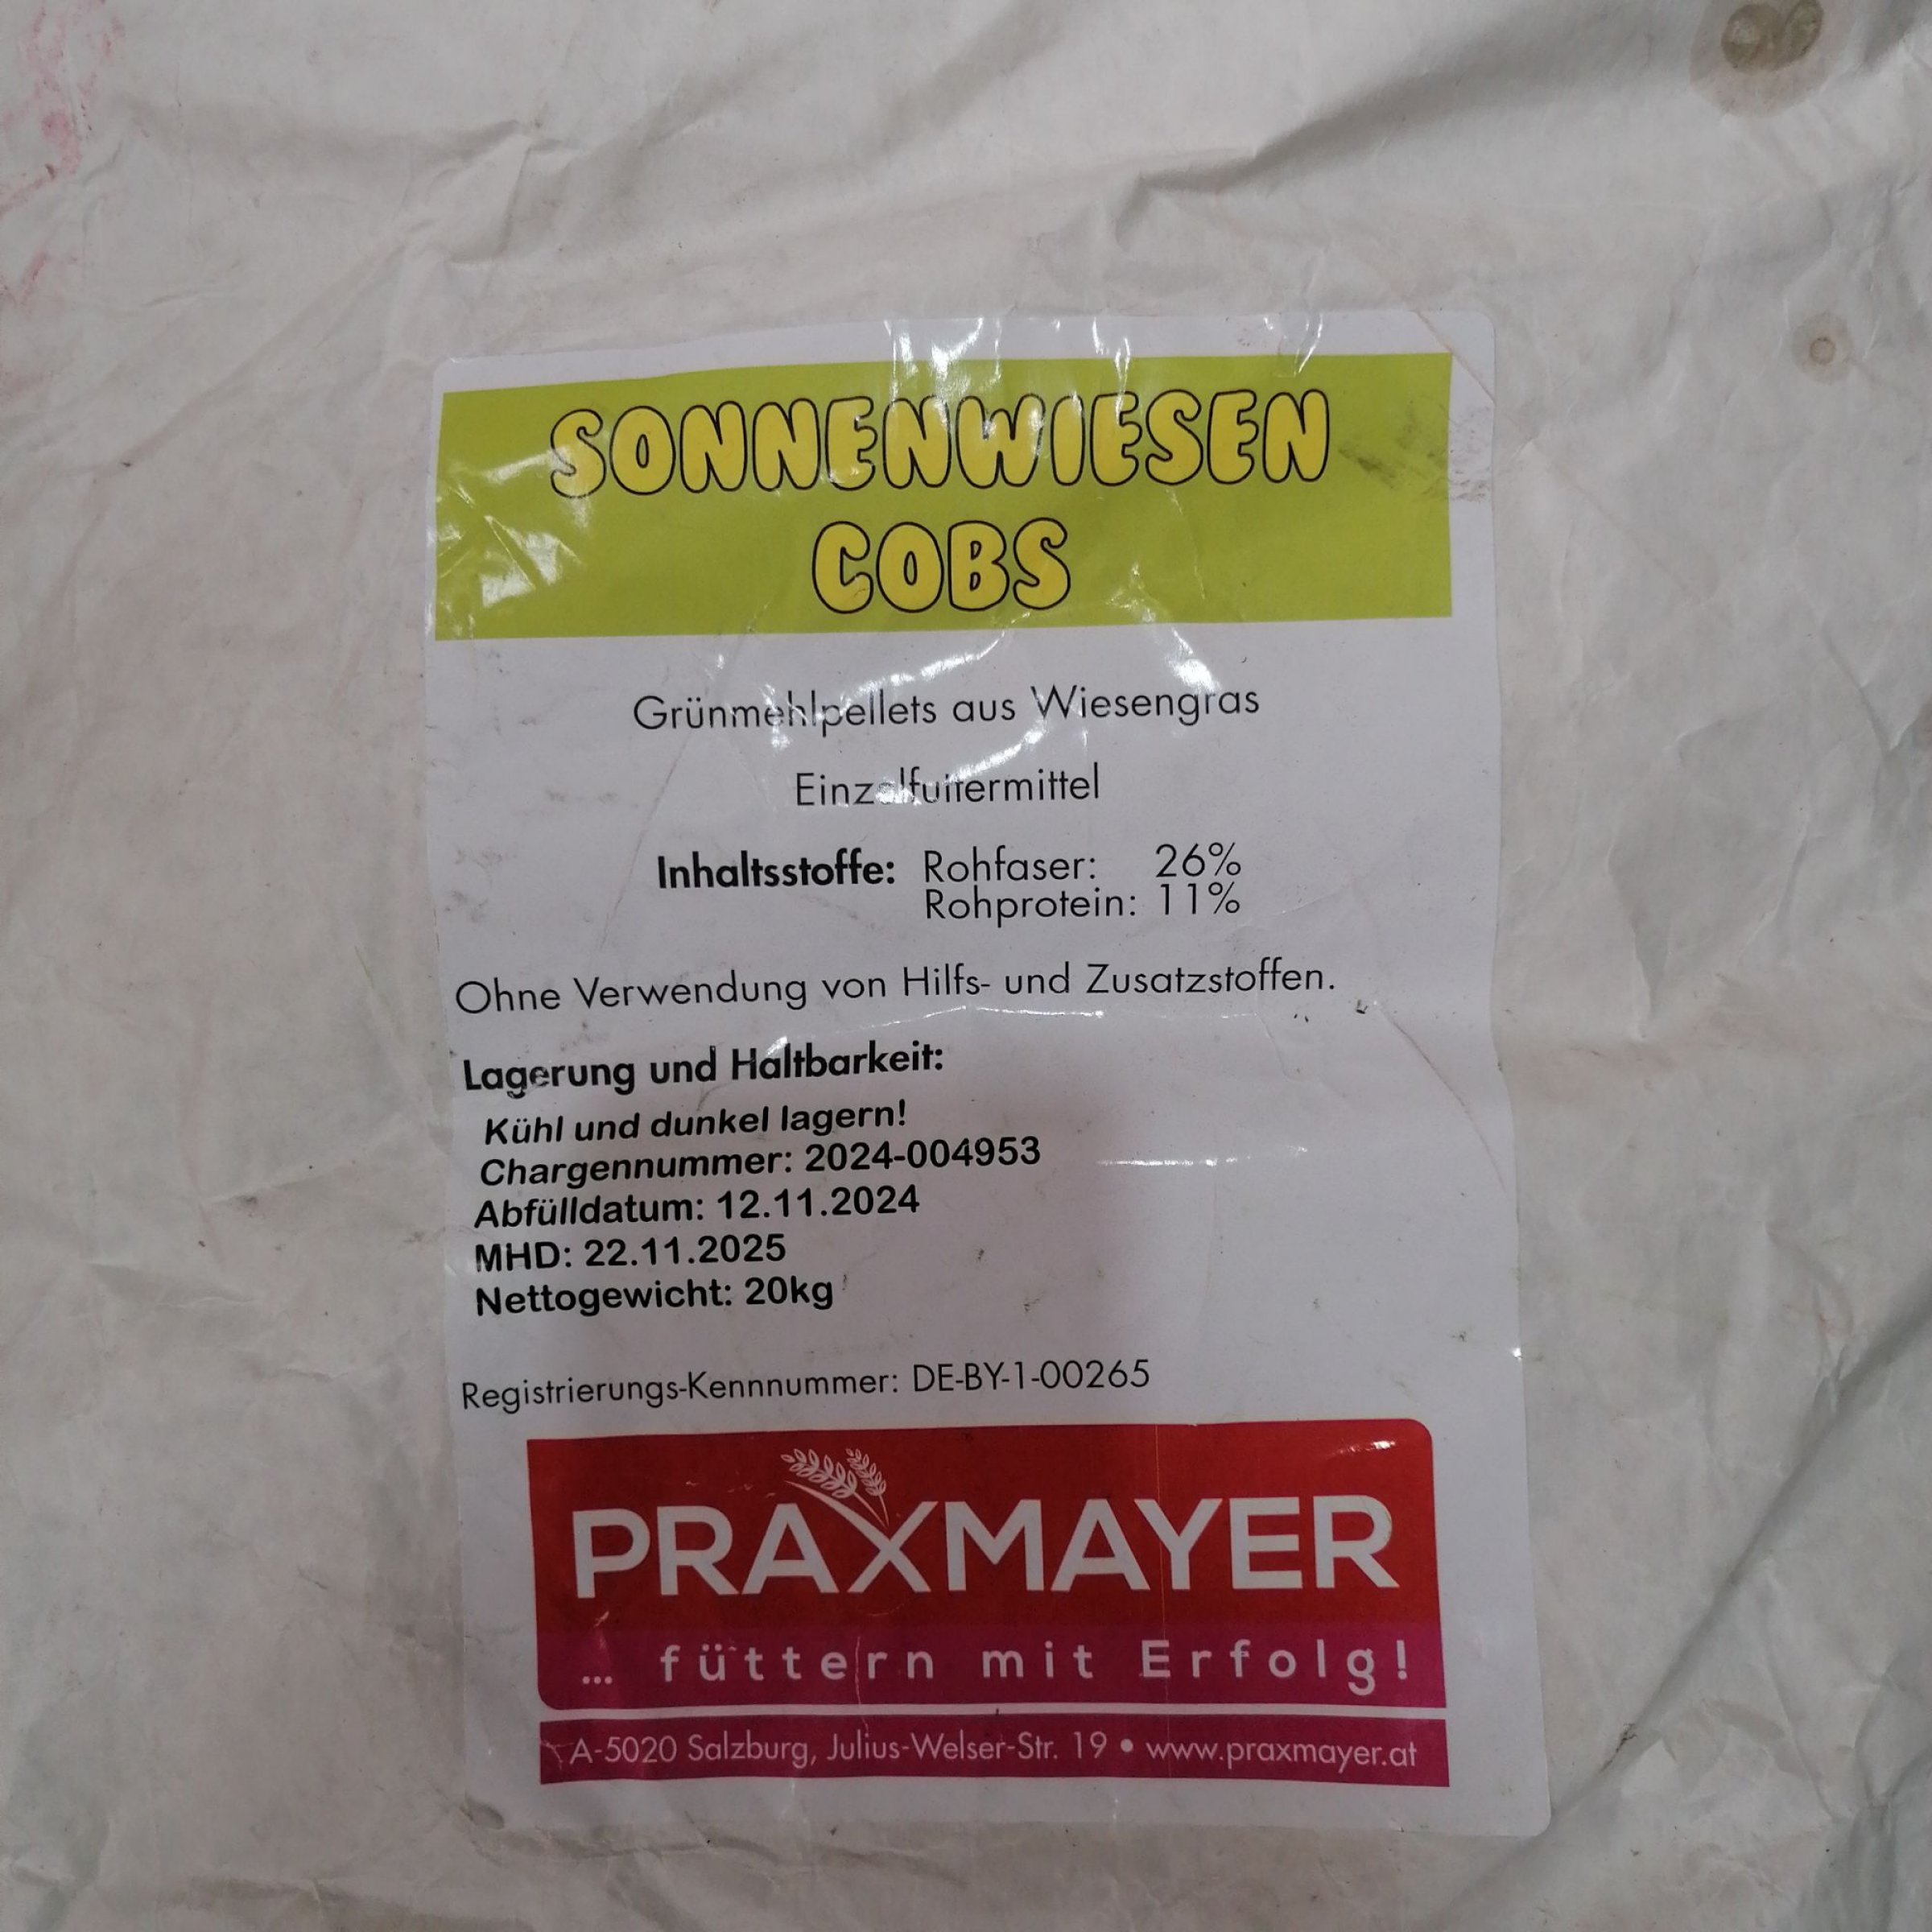 SONNENWIESEN
COBS
Grünmehlpellets aus Wiesengras
Einzelfuttermittel
Inhaltsstoffe: Rohfaser: 26%
Rohprotein: 11%
Ohne Verwendung von Hilfs- und Zusatzstoffen.
Lagerung und Haltbarkeit:
Kühl und dunkel lagern!
Chargennummer: 2024-004953
Abfülldatum: 12.11.2024
MHD: 22.11.2025
Nettogewicht: 20kg
Registrierungs-Kennnummer: DE-BY-1-00265
PRAXMAYER
... füttern mit Erfolg!
A-5020 Salzburg, Julius-Welser-Str. 19 • www.praxmayer.at